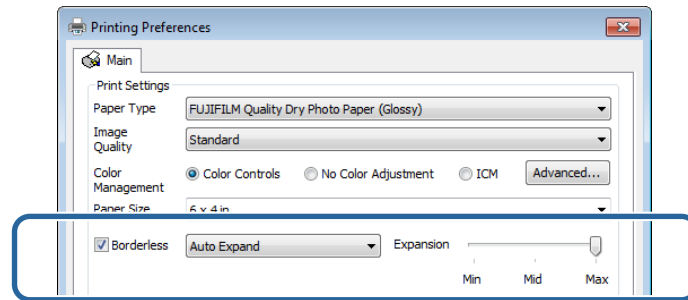 Printing Preferences
Main
Print Settings
Paper Type FUJIFILM Quality Dry Photo Paper (Glossy)
Image Quality Standard
Color Management Color Controls No Color Adjustment ICM Advanced...
Paper Size 6 x 4 in
Borderless Auto Expand Expansion
Min Mid Max